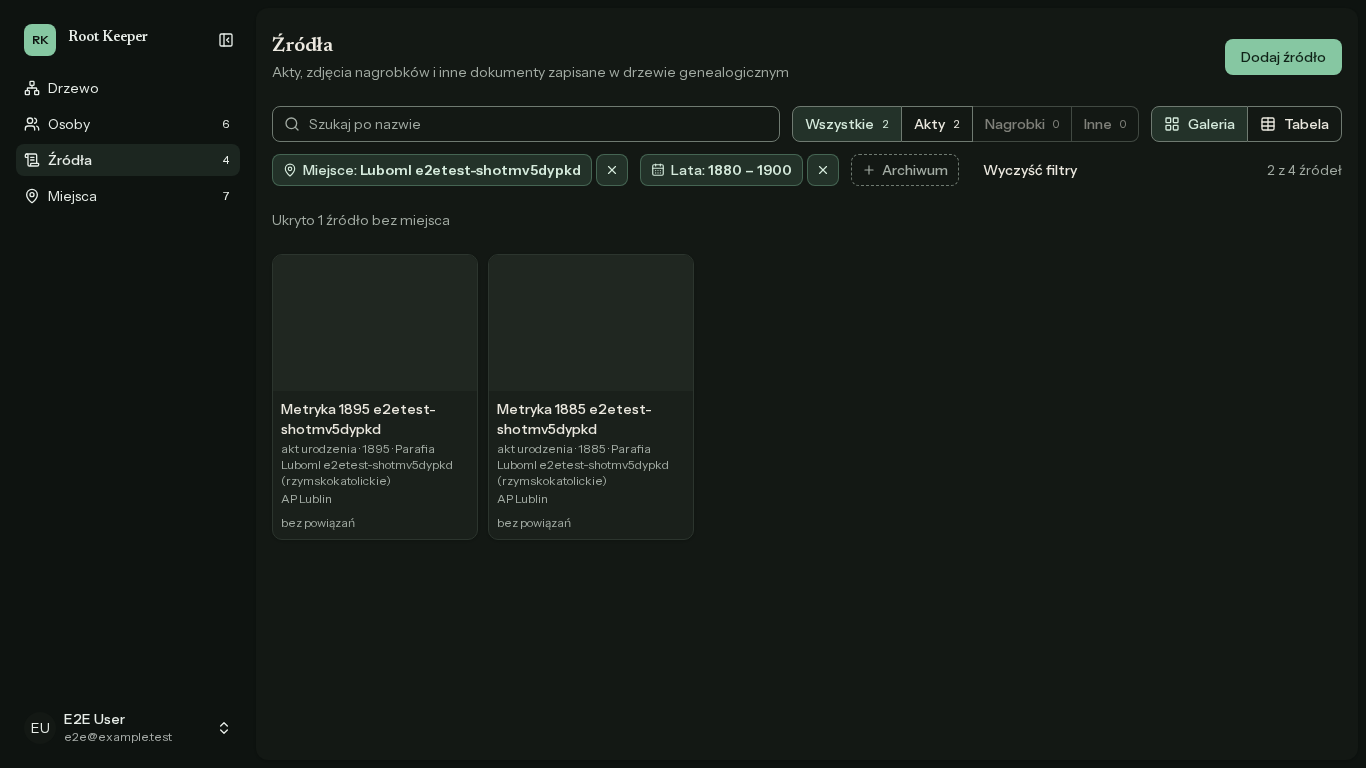 RK Root Keeper
Drzewo
Osoby 6
Źródła 4
Miejsca 7
EU E2E User
e2e@example.test
Źródła
Akty, zdjęcia nagrobków i inne dokumenty zapisane w drzewie genealogicznym
Dodaj źródło
Szukaj po nazwie
Wszystkie 2 Akty 2 Nagrobki 0 Inne 0
Galeria Tabela
Miejsce: Luboml e2etest-shotmv5dypkd
Lata: 1880 – 1900
Archiwum
Wyczyść filtry
2 z 4 źródeł
Ukryto 1 źródło bez miejsca
Metryka 1895 e2etest-
shotmv5dypkd
akt urodzenia · 1895 · Parafia
Luboml e2etest-shotmv5dypkd
(rzymskokatolickie)
AP Lublin
bez powiązań
Metryka 1885 e2etest-
shotmv5dypkd
akt urodzenia · 1885 · Parafia
Luboml e2etest-shotmv5dypkd
(rzymskokatolickie)
AP Lublin
bez powiązań